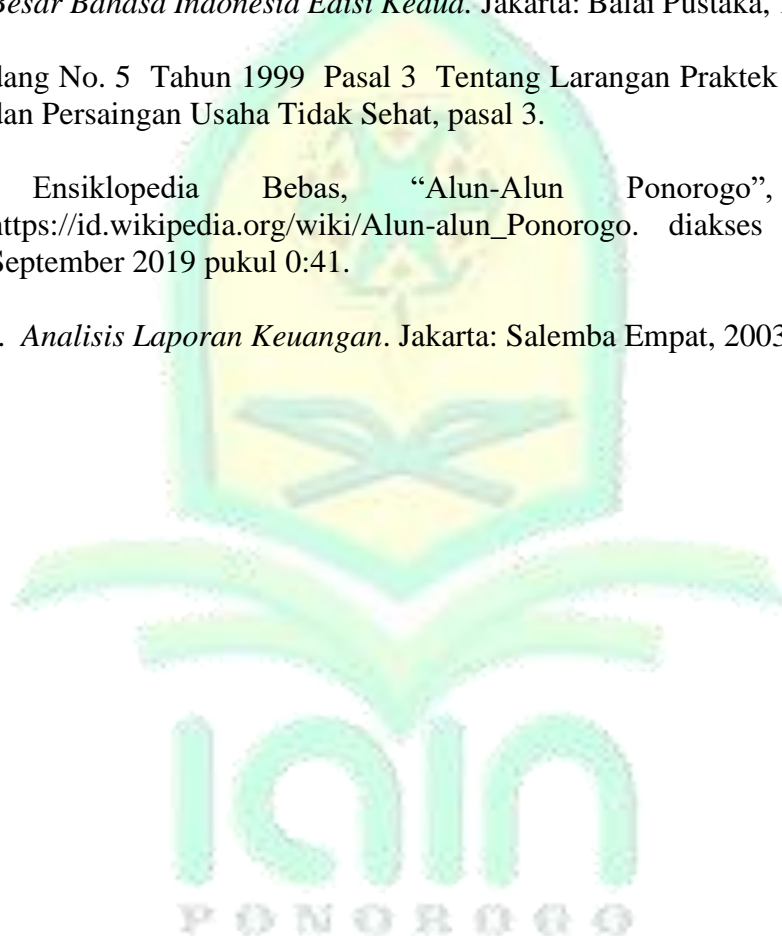 Besar Bahasa Indonesia Edisi Kedua. Jakarta: Balai Pustaka,
dang No. 5 Tahun 1999 Pasal 3 Tentang Larangan Praktek
dan Persaingan Usaha Tidak Sehat, pasal 3.
Ensiklopedia Bebas, “Alun-Alun Ponorogo”,
https://id.wikipedia.org/wiki/Alun-alun_Ponorogo. diakses
September 2019 pukul 0:41.
. Analisis Laporan Keuangan. Jakarta: Salemba Empat, 2003
iain
PONOROGO